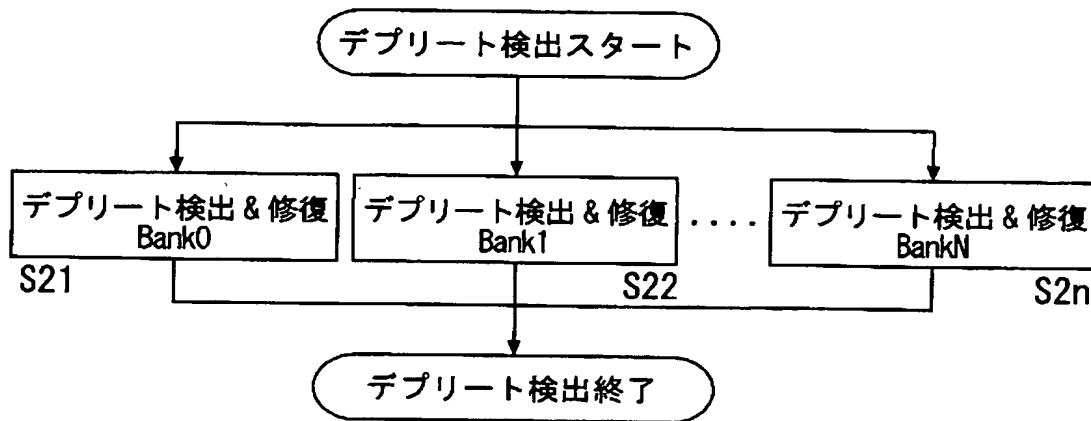 デプリート検出スタート
デプリート検出&修復
Bank0
デプリート検出&修復
Bank1
....
デプリート検出&修復
BankN
S21
S22
S2n
デプリート検出終了